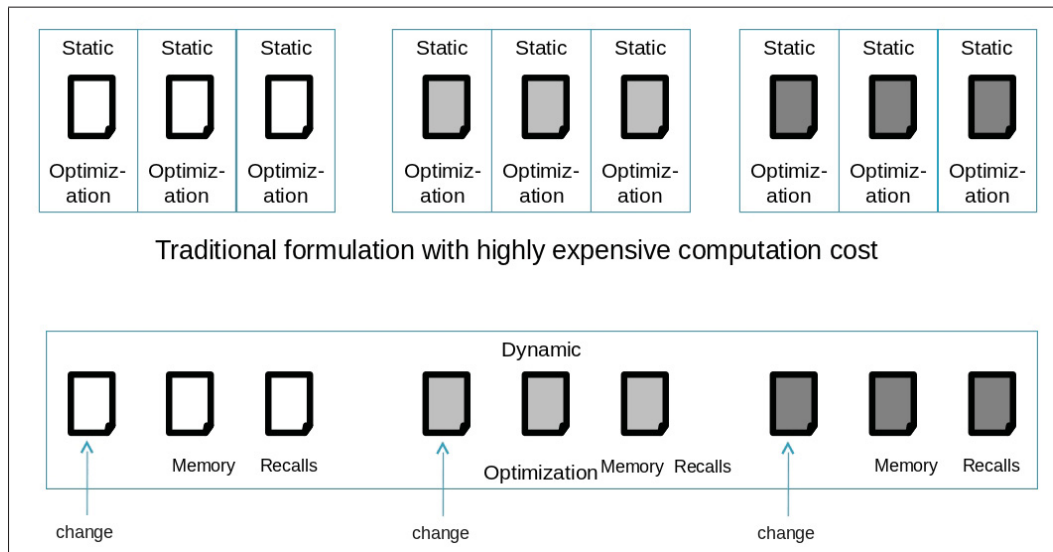 Static Static Static Static Static Static Static Static Static
Optimiz- Optimiz- Optimiz- Optimiz- Optimiz- Optimiz- Optimiz- Optimiz- Optimiz-
ation ation ation ation ation ation ation ation ation
Traditional formulation with highly expensive computation cost
Dynamic
Memory Recalls Optimization Memory Recalls Memory Recalls
change change change